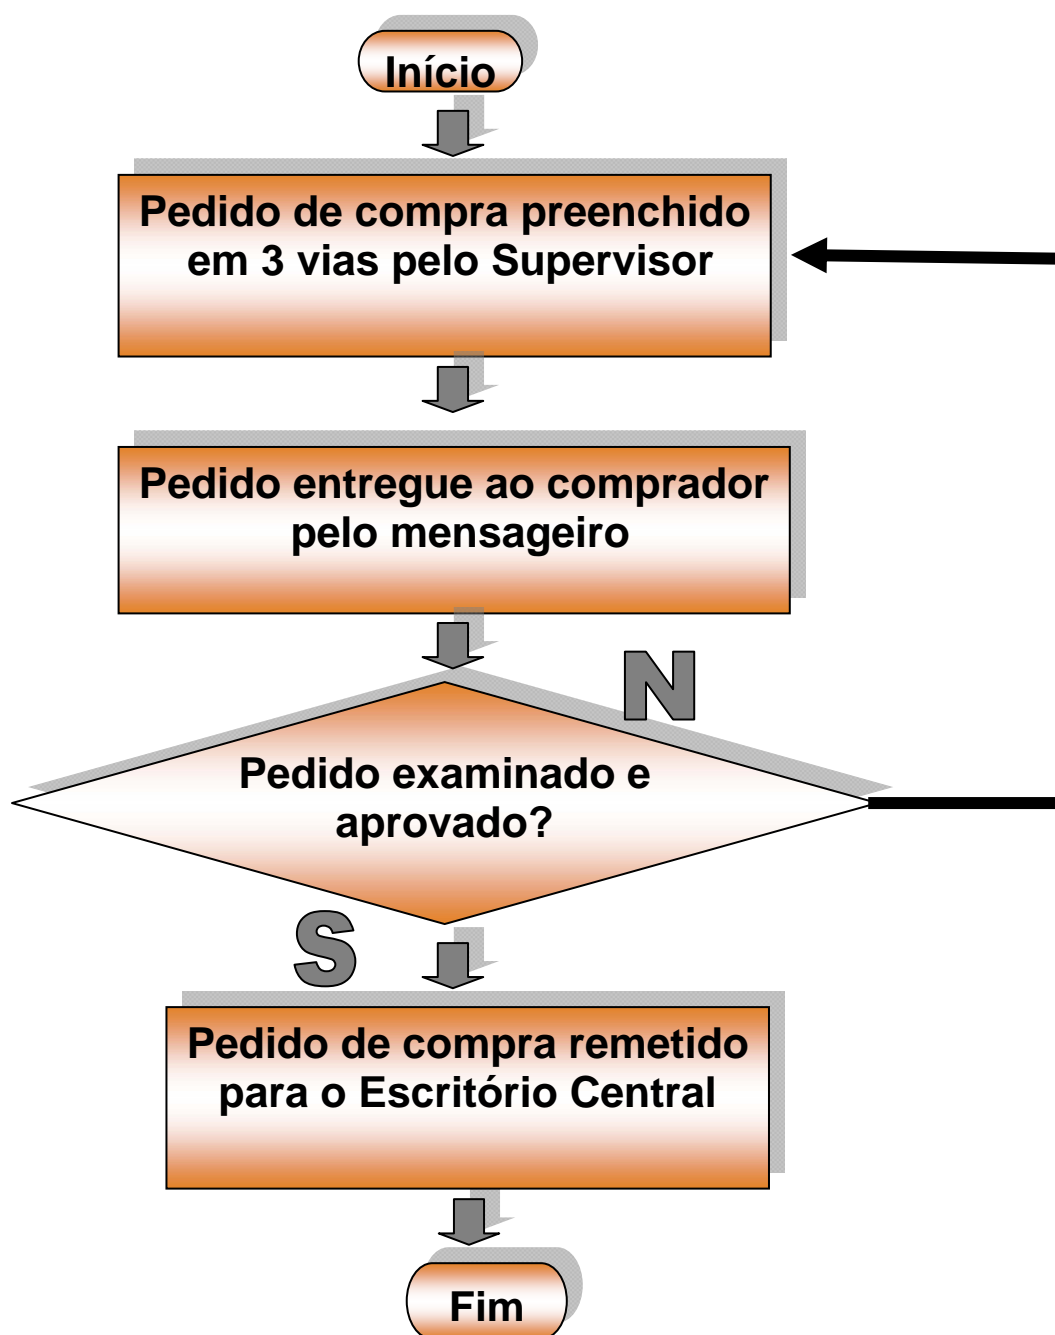 Início
Pedido de compra preenchido
em 3 vias pelo Supervisor
Pedido entregue ao comprador
pelo mensageiro
N
Pedido examinado e
aprovado?
S
Pedido de compra remetido
para o Escritório Central
Fim